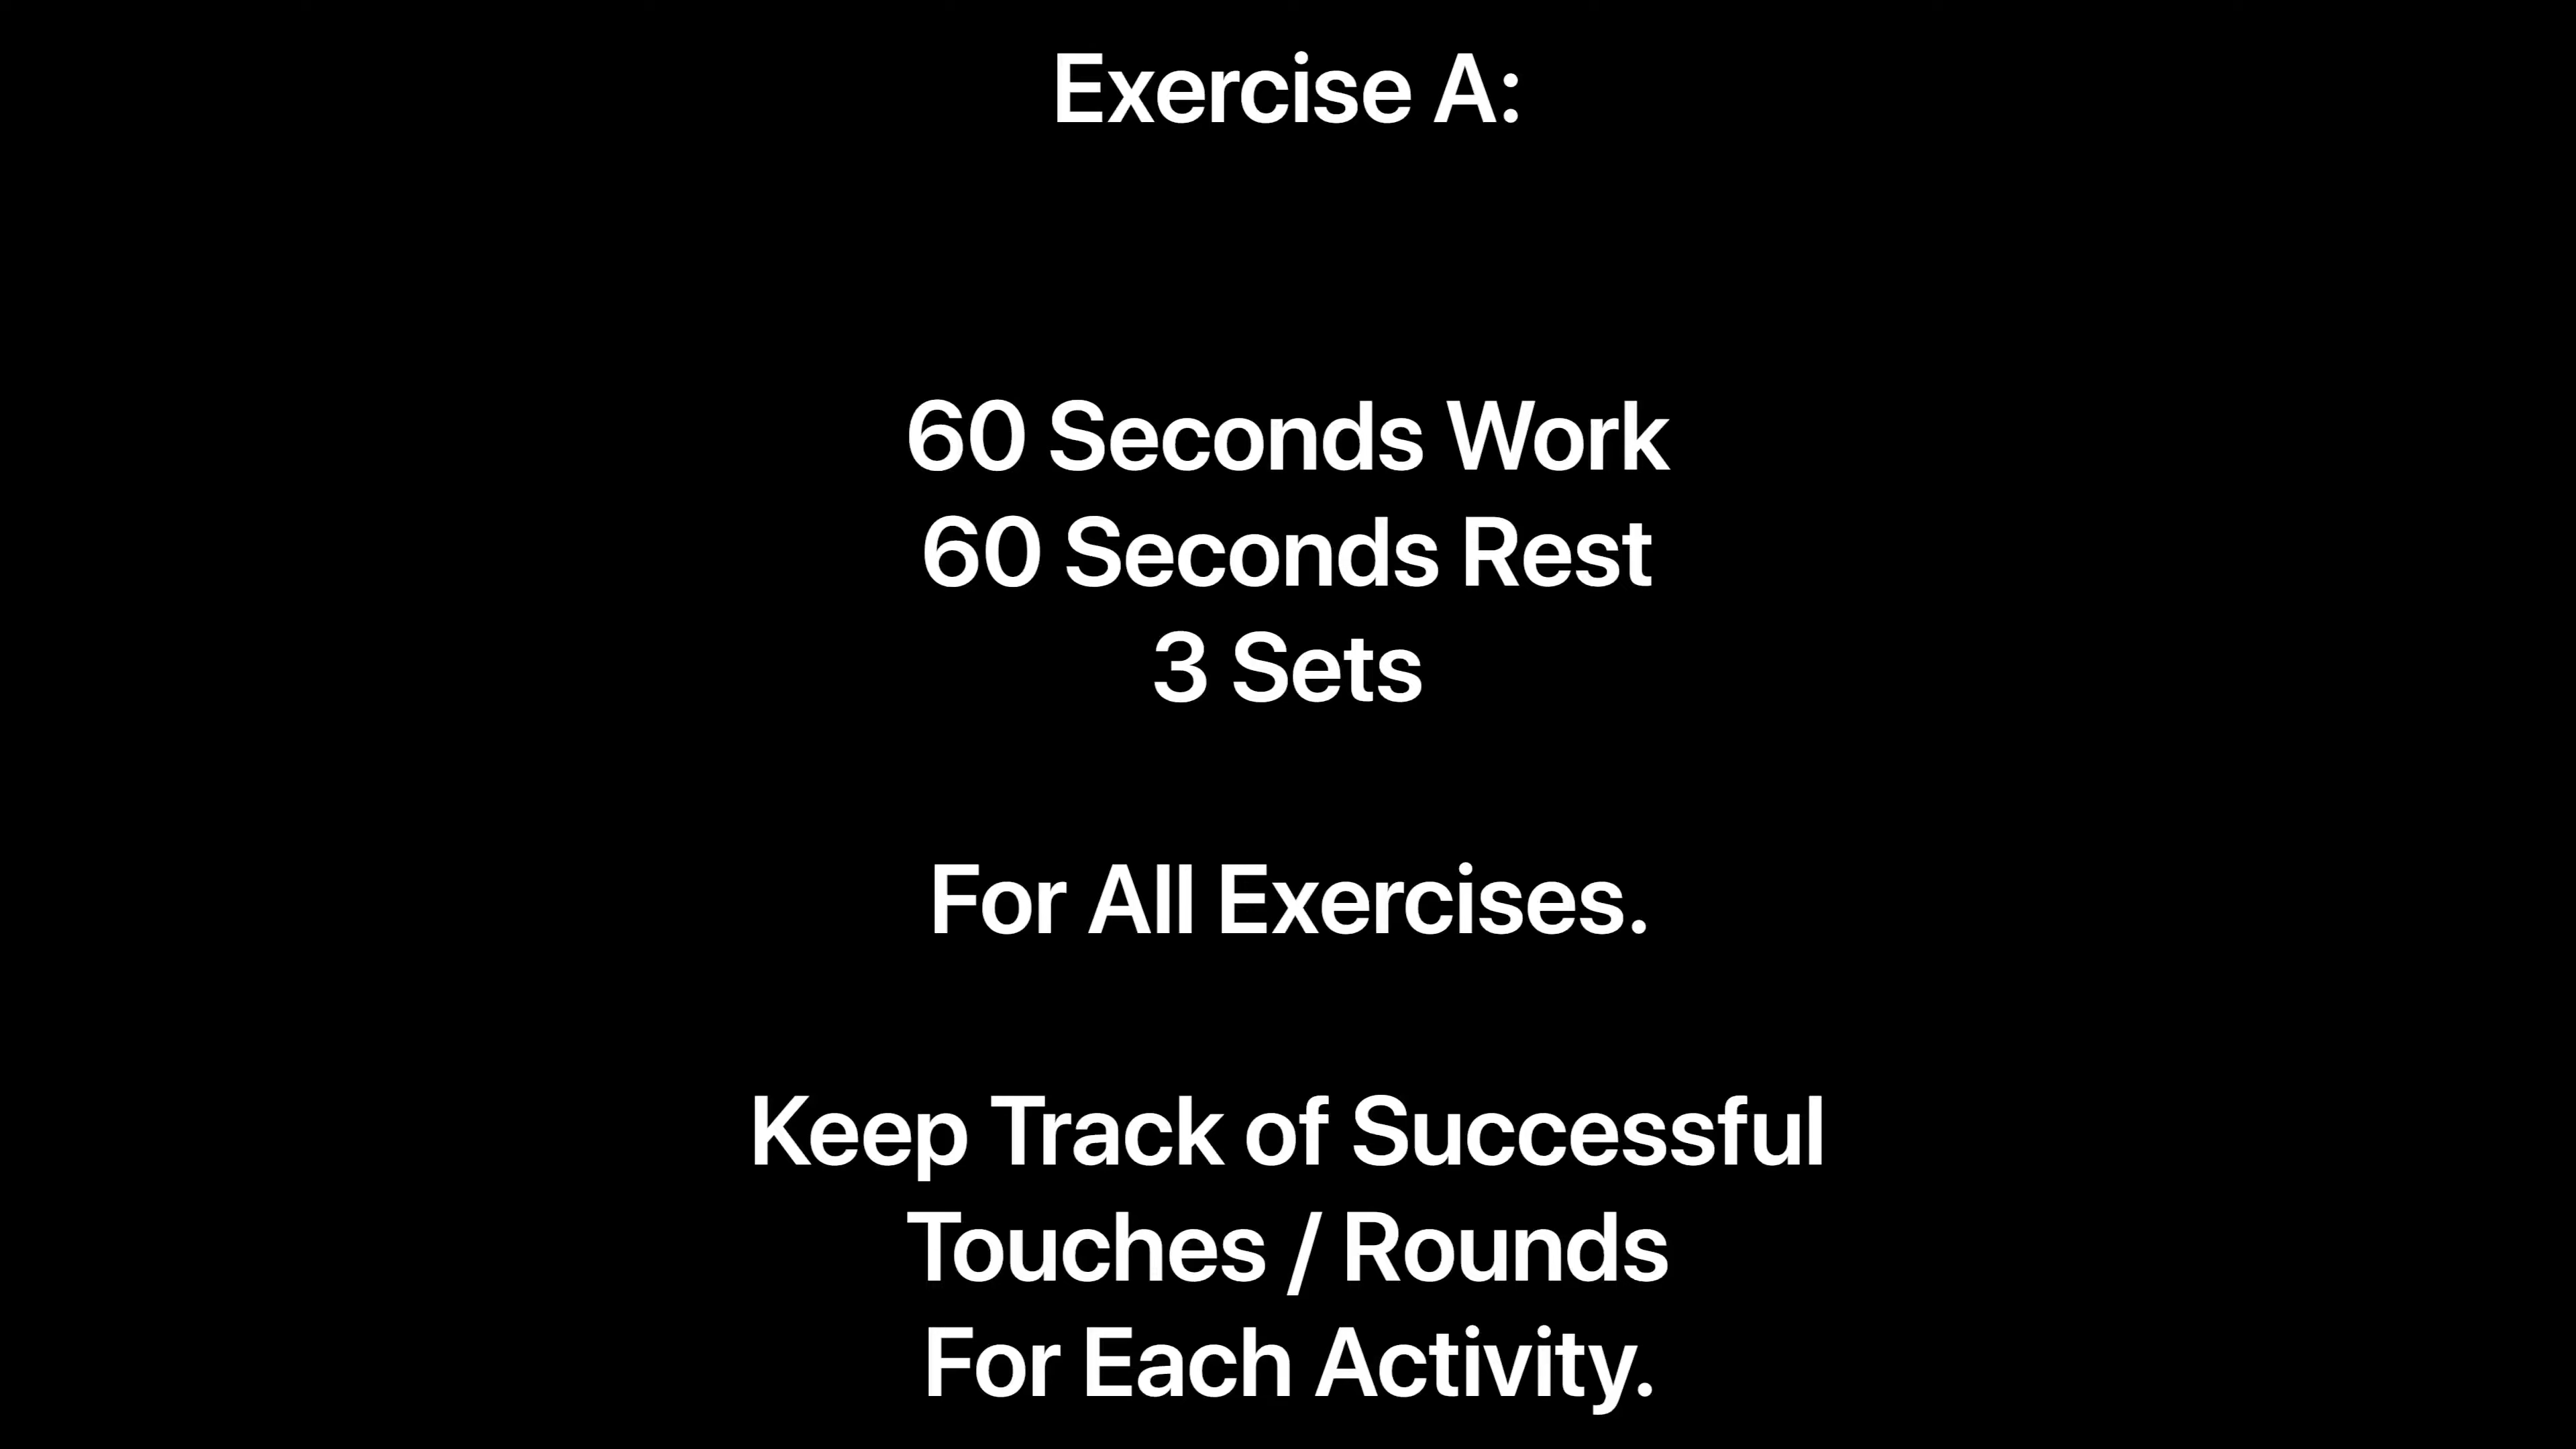 Exercise A:
60 Seconds Work
60 Seconds Rest
3 Sets
For All Exercises.
Keep Track of Successful
Touches / Rounds
For Each Activity.